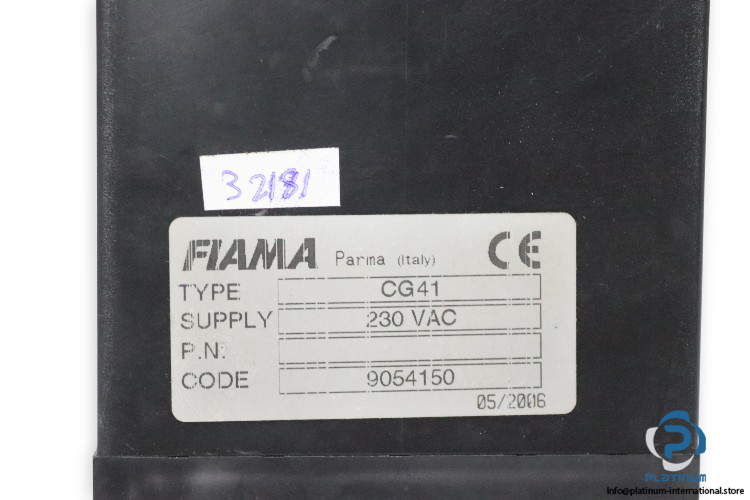 32181
FIAMA Parma (Italy) CE
TYPE CG41
SUPPLY 230 VAC
P.N:
CODE 9054150
05/2006
PLATINUM
Info@platinum-international.store